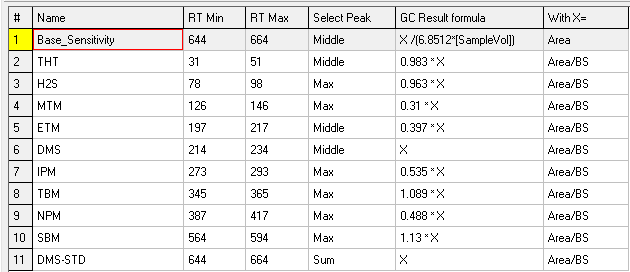 # Name RT Min RT Max Select Peak GC Result formula With X=
1 Base_Sensitivity 644 664 Middle X /(6.8512*[SampleVol]) Area
2 THT 31 51 Middle 0.983 * X Area/BS
3 H2S 78 98 Max 0.963 * X Area/BS
4 MTM 126 146 Max 0.31 * X Area/BS
5 ETM 197 217 Middle 0.397 * X Area/BS
6 DMS 214 234 Middle X Area/BS
7 IPM 273 293 Max 0.535 * X Area/BS
8 TBM 345 365 Max 1.089 * X Area/BS
9 NPM 387 417 Max 0.488 * X Area/BS
10 SBM 564 594 Max 1.13 * X Area/BS
11 DMS-STD 644 664 Sum X Area/BS